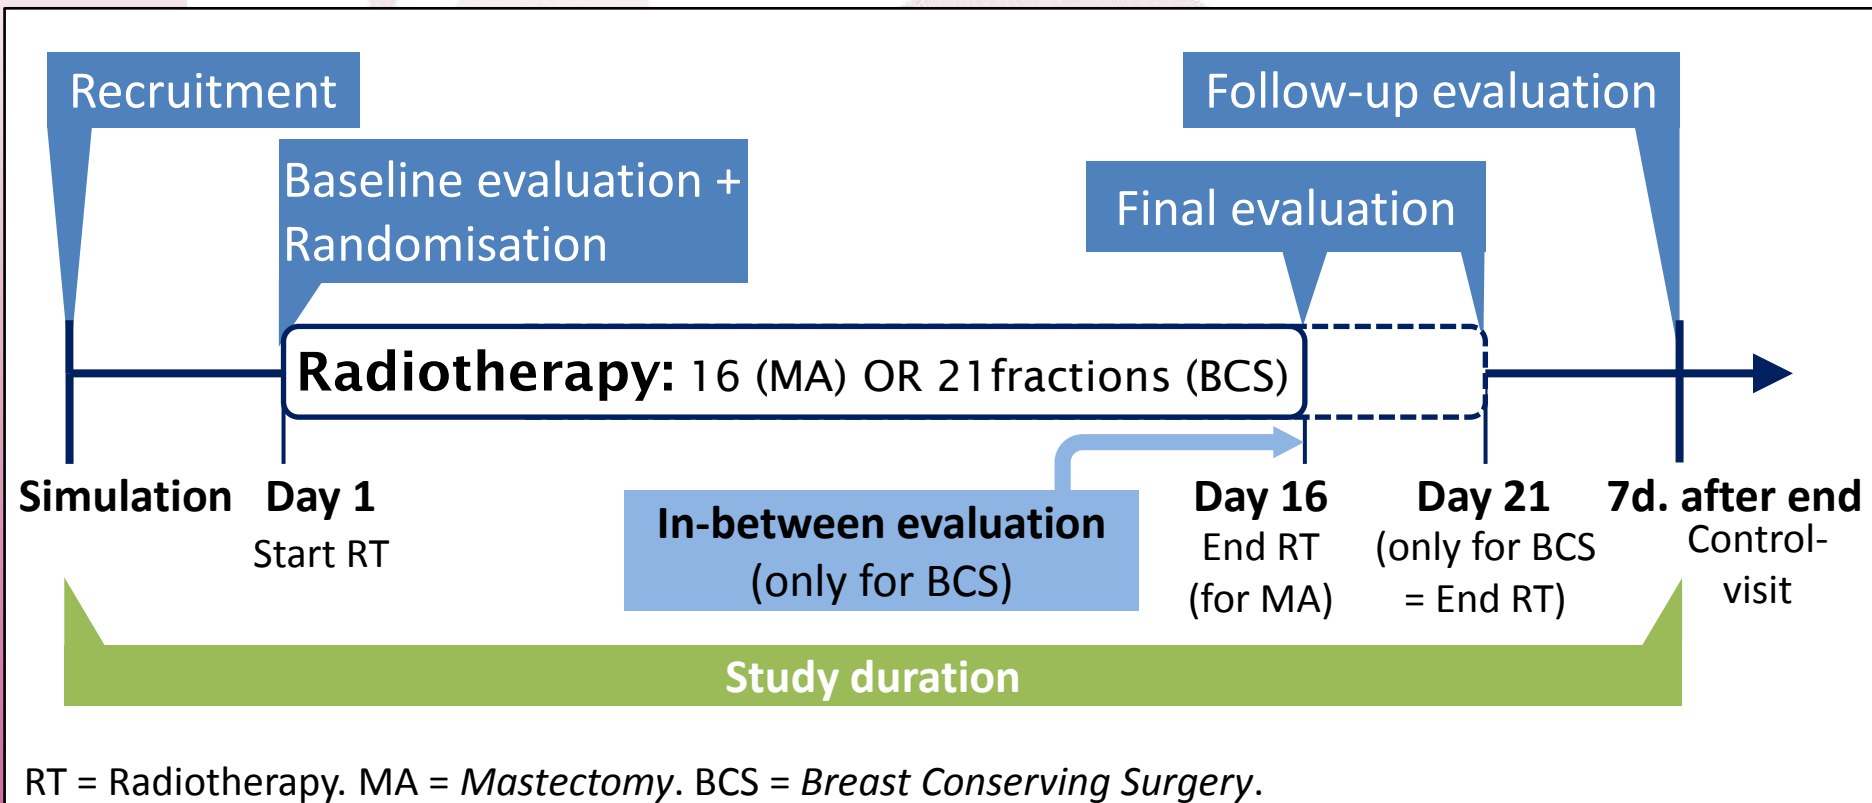 Recruitment
Follow-up evaluation
Baseline evaluation +
Randomisation
Final evaluation
Radiotherapy: 16 (MA) OR 21fractions (BCS)
Simulation
Day 1
Start RT
In-between evaluation
(only for BCS)
Day 16
End RT
(for MA)
Day 21
(only for BCS
= End RT)
7d. after end
Control-
visit
Study duration
RT = Radiotherapy. MA = Mastectomy. BCS = Breast Conserving Surgery.